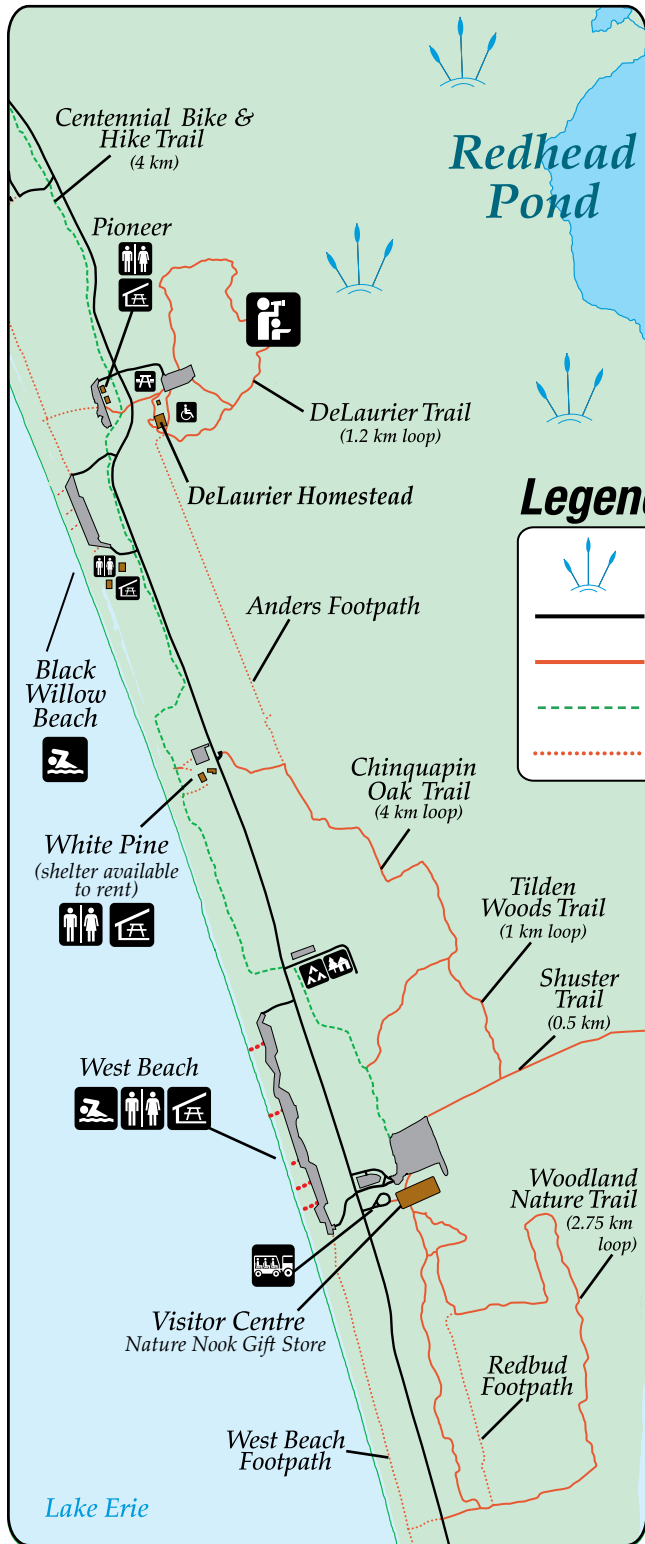 Redhead
Pond
Centennial Bike &
Hike Trail
(4 km)
Pioneer
DeLaurier Trail
(1.2 km loop)
DeLaurier Homestead
Legen
Anders Footpath
Black
Willow
Beach
Chinquapin
Oak Trail
(4 km loop)
White Pine
(shelter available
to rent)
Tilden
Woods Trail
(1 km loop)
Shuster
Trail
(0.5 km)
West Beach
Woodland
Nature Trail
(2.75 km
loop)
Visitor Centre
Nature Nook Gift Store
Redbud
Footpath
West Beach
Footpath
Lake Erie